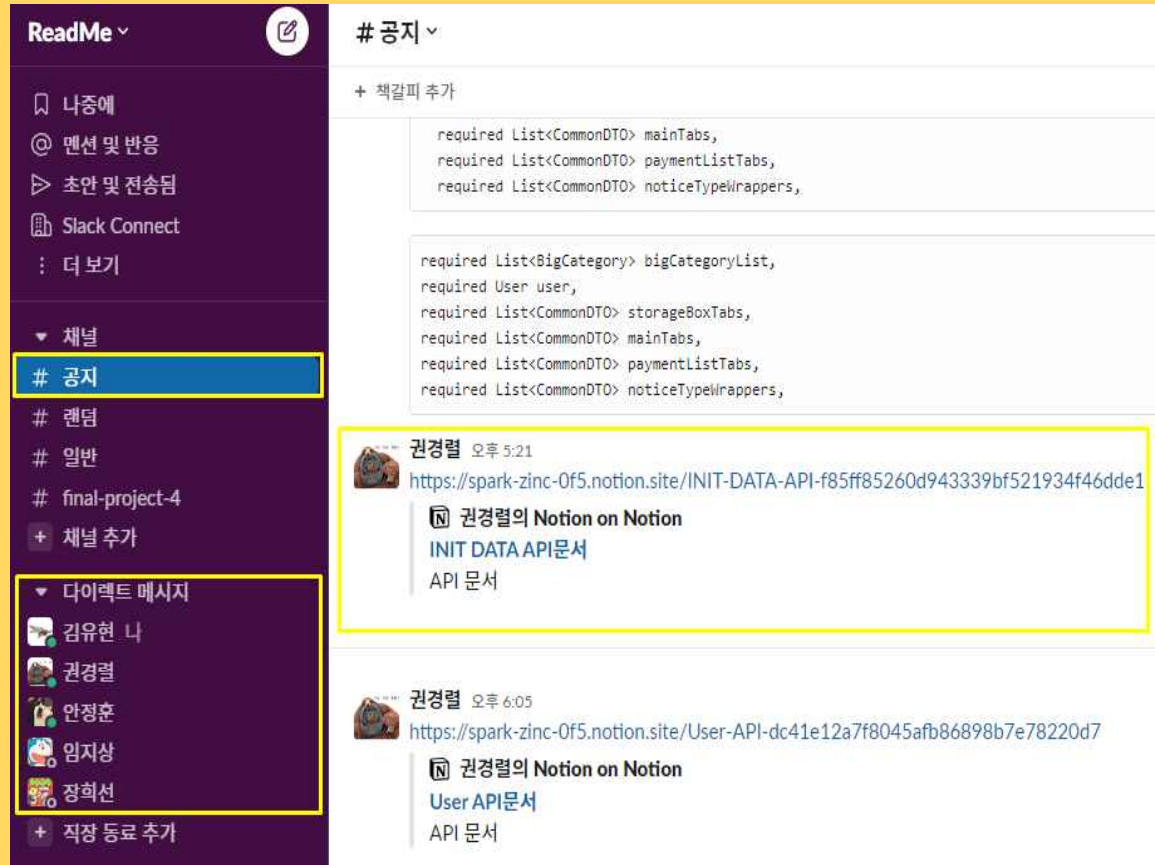 ReadMe
나중에
@ 멘션 및 반응
초안 및 전송됨
Slack Connect
더 보기
채널
# 공지
# 랜덤
# 일반
# final-project-4
+ 채널 추가
다이렉트 메시지
김유현 나
권경렬
안정훈
임지상
장희선
+ 직장 동료 추가
# 공지
+ 책갈피 추가
required List<CommonDTO> mainTabs,
required List<CommonDTO> paymentListTabs,
required List<CommonDTO> noticeTypeWrappers,
required List<BigCategory> bigCategoryList,
required User user,
required List<CommonDTO> storageBoxTabs,
required List<CommonDTO> mainTabs,
required List<CommonDTO> paymentListTabs,
required List<CommonDTO> noticeTypeWrappers,
권경렬 오후 5:21
https://spark-zinc-0f5.notion.site/INIT-DATA-API-f85ff85260d943339bf521934f46dde1
권경렬의 Notion on Notion
INIT DATA API문서
API 문서
권경렬 오후 6:05
https://spark-zinc-0f5.notion.site/User-API-dc41e12a7f8045afb86898b7e78220d7
권경렬의 Notion on Notion
User API문서
API 문서